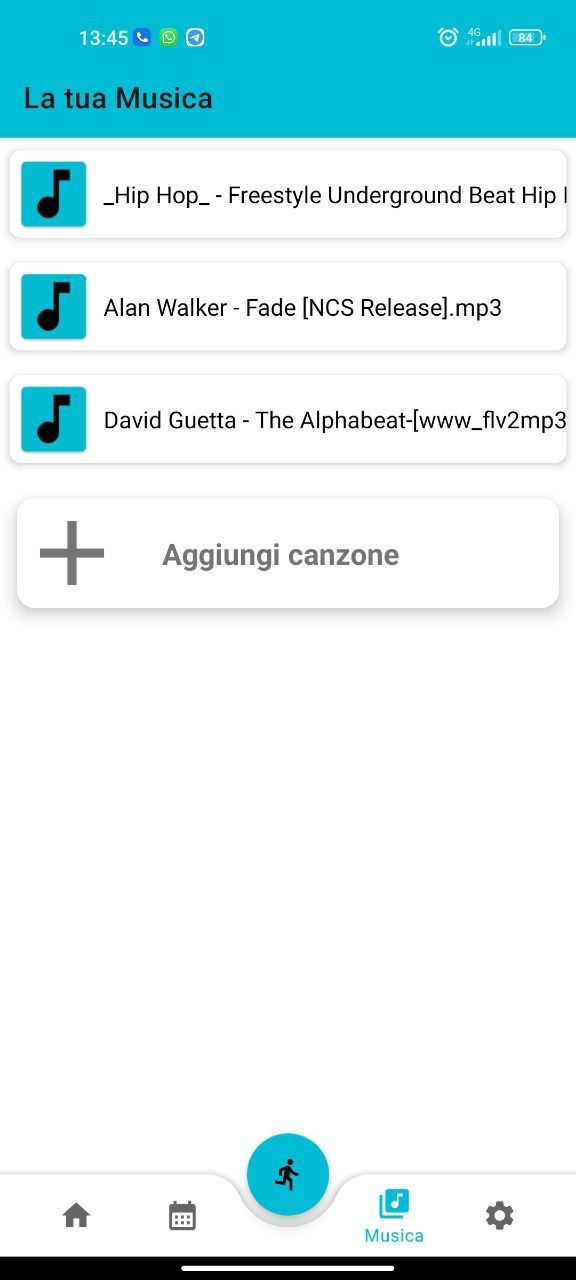 13:45
4G
84
La tua Musica
_Hip Hop_ - Freestyle Underground Beat Hip
Alan Walker - Fade [NCS Release].mp3
David Guetta - The Alphabeat-[www_flv2mp3
Aggiungi canzone
Musica